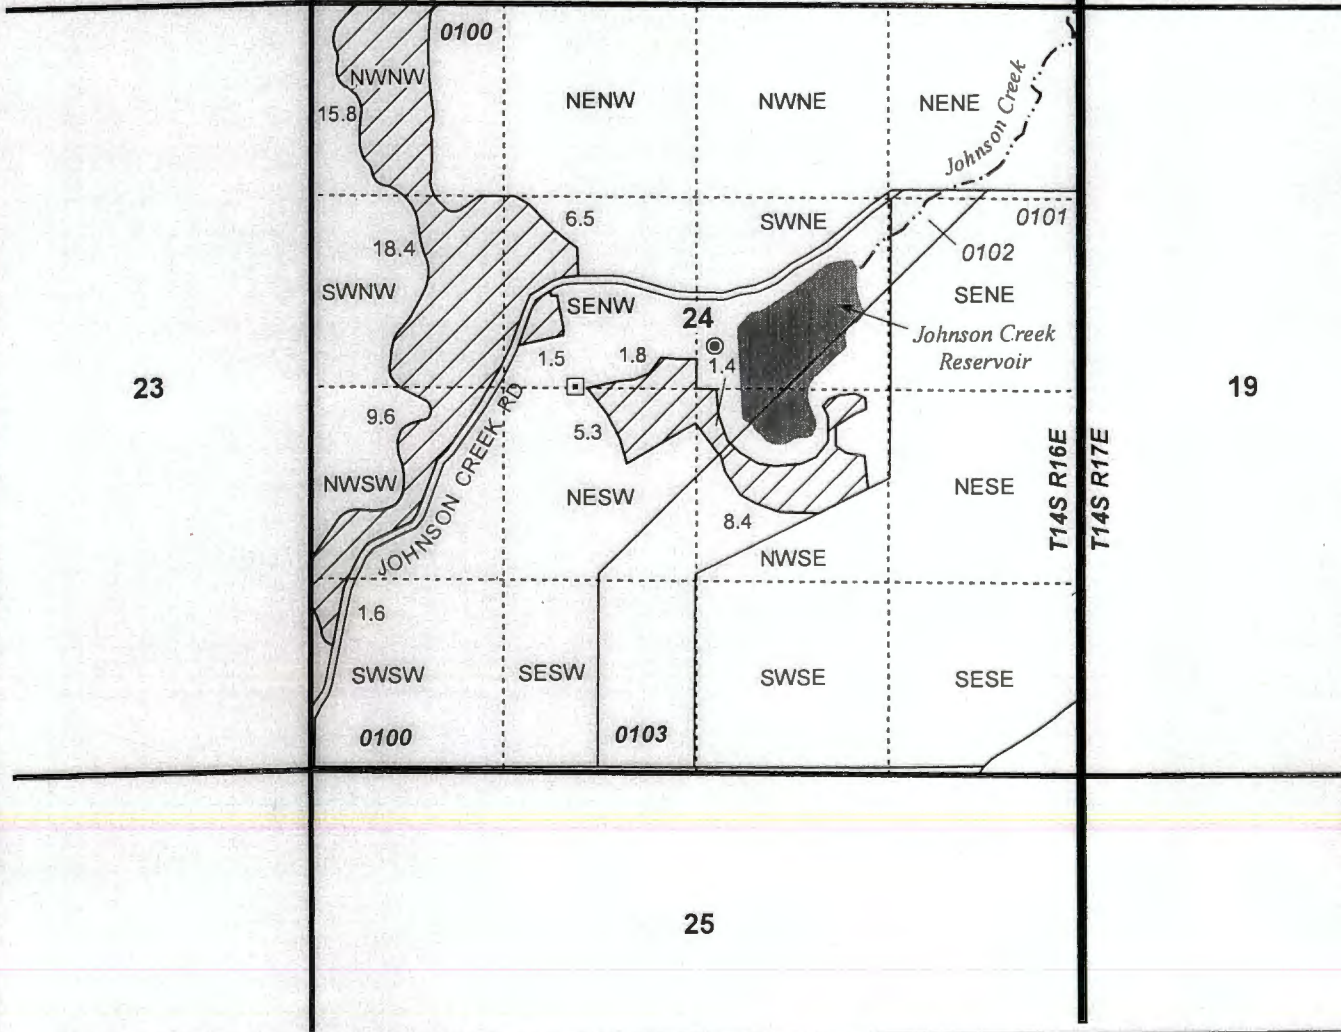 0100
NWNW
NENW
NWNE
NENE
Johnson Creek
15.8
6.5
SWNE
0101
18.4
0102
SWNW
SENW
SENE
24
Johnson Creek
Reservoir
1.5
1.8
1.4
23
19
9.6
JOHNSON CREEK RD
5.3
T14S R16E
T14S R17E
NWSW
NESW
NESE
8.4
NWSE
1.6
SWSW
SESW
SWSE
SESE
0100
0103
25